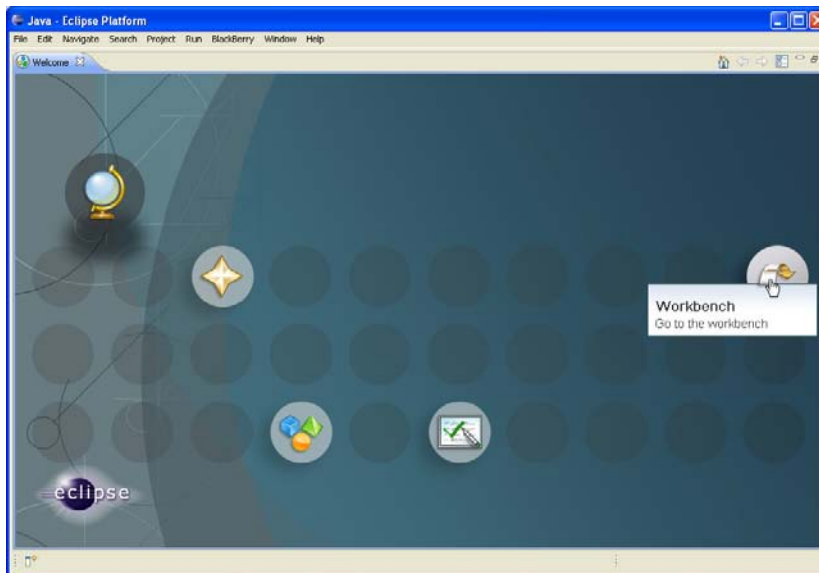 Java - Eclipse Platform
File Edit Navigate Search Project Run BlackBerry Window Help
Welcome
Workbench
Go to the workbench
eclipse